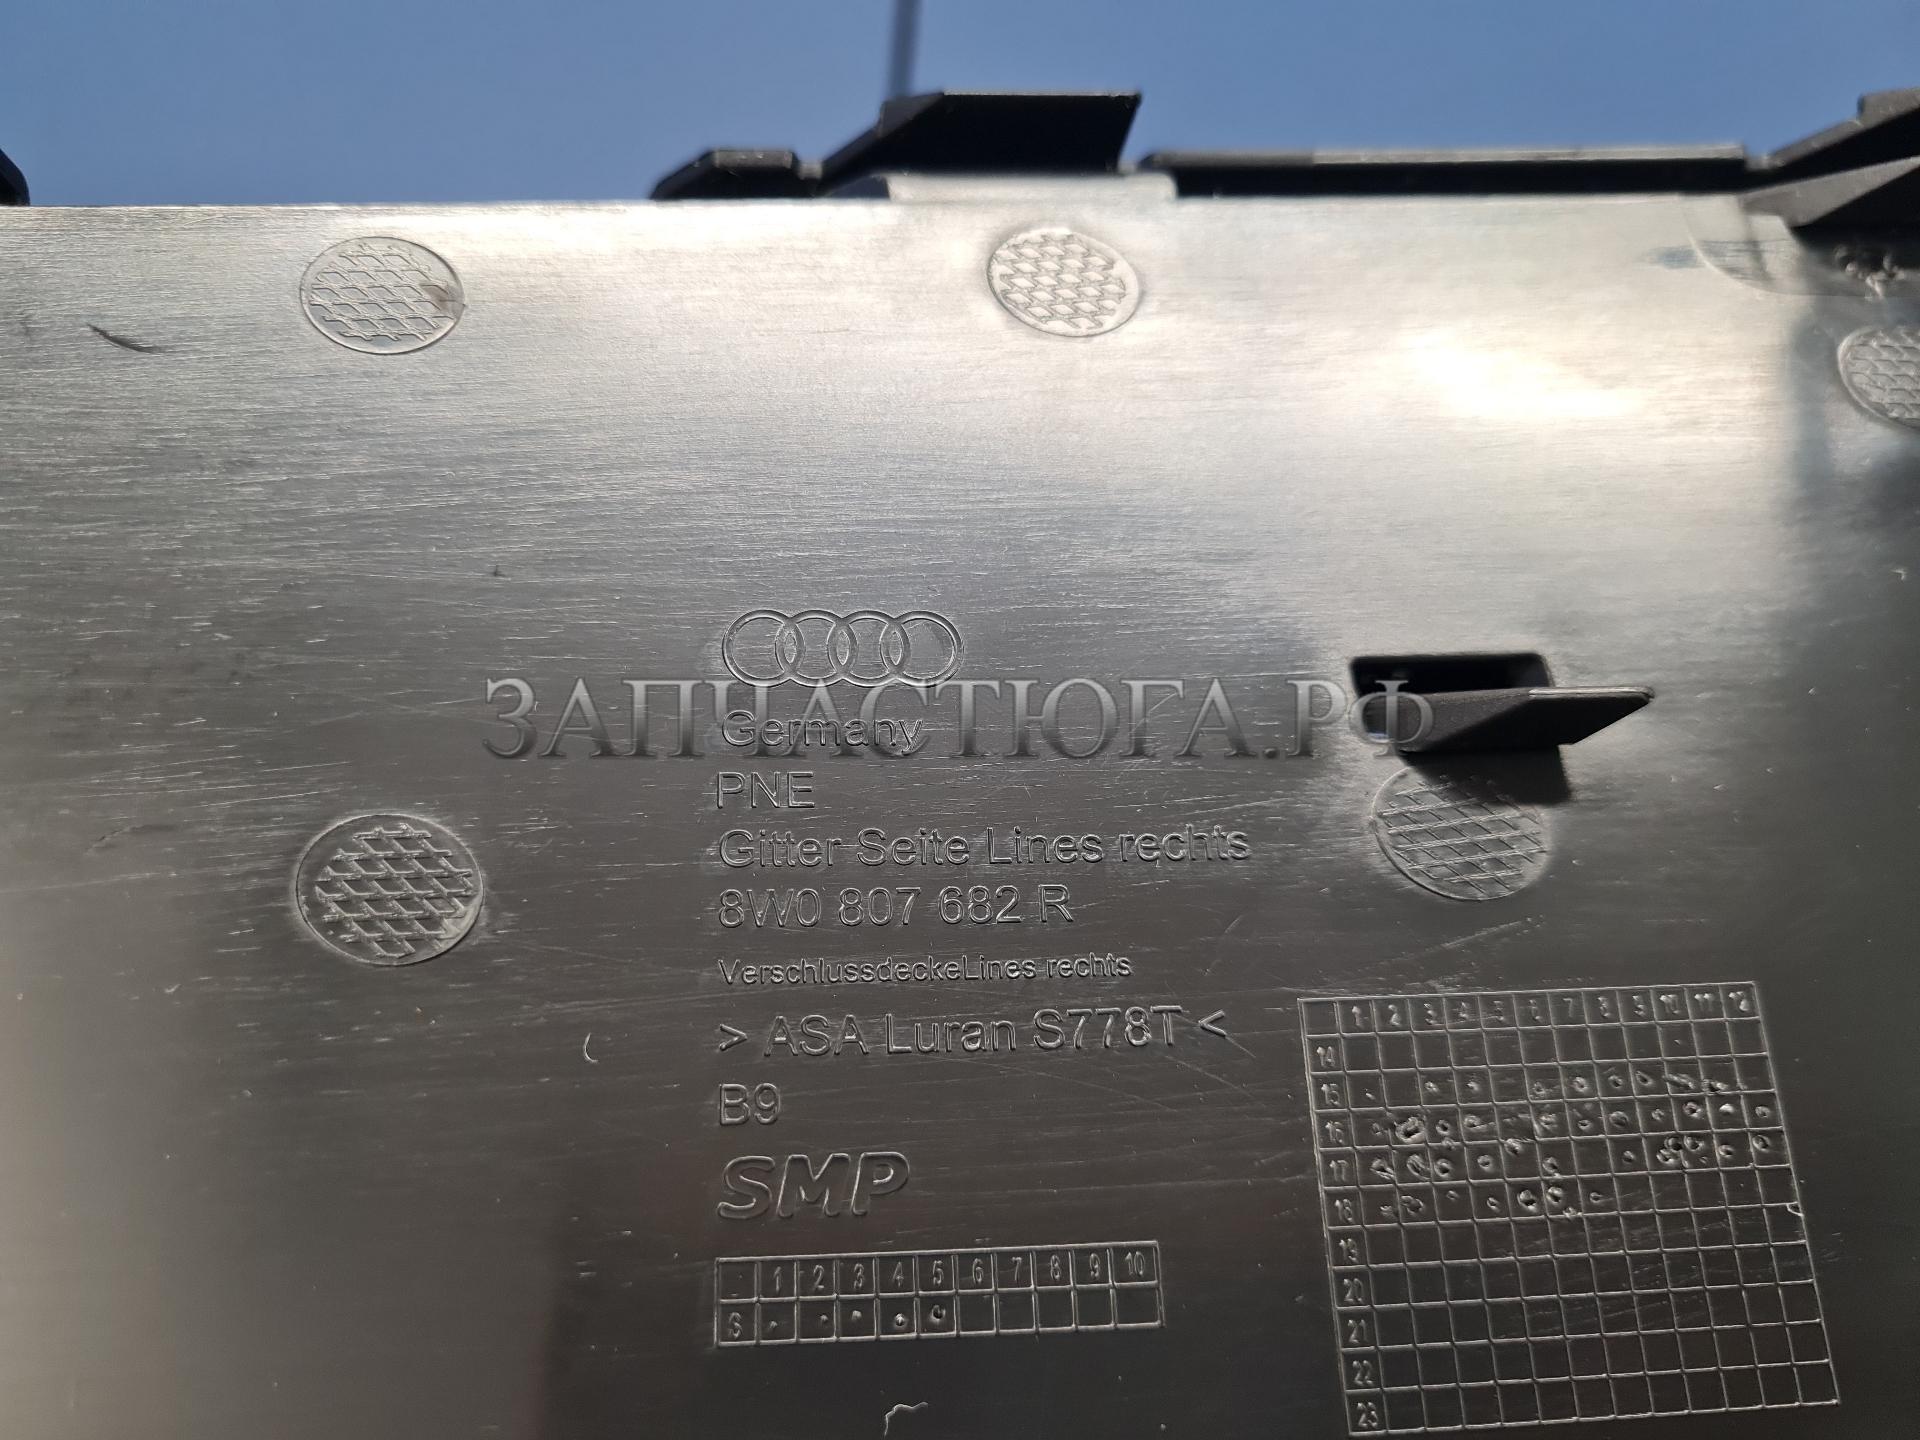 ЗАПЧАСТЮГА.РФ
Germany
PNE
Gitter Seite Lines rechts
8W0 807 682 R
VerschlussdeckeLines rechts
> ASA Luran S778T <
B9
SMP
1 2 3 4 5 6 7 8 9 10
S
1 2 3 4 5 6 7 8 9 10 11 12
14
15
16
17
18
19
20
21
22
23